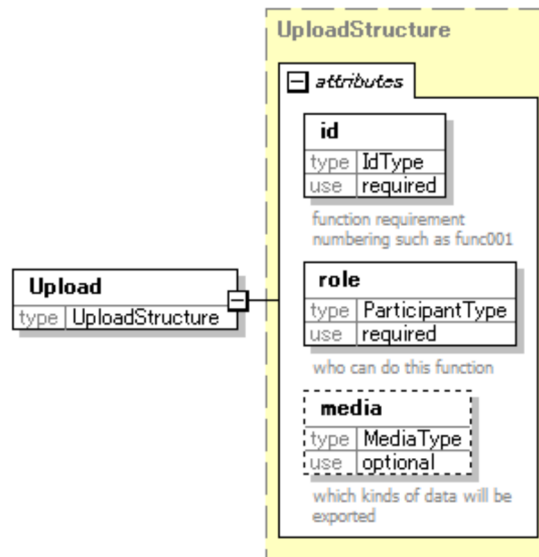 UploadStructure
attributes
id
type IdType
use required
function requirement
numbering such as func001
Upload
type UploadStructure
role
type ParticipantType
use required
who can do this function
media
type MediaType
use optional
which kinds of data will be
exported